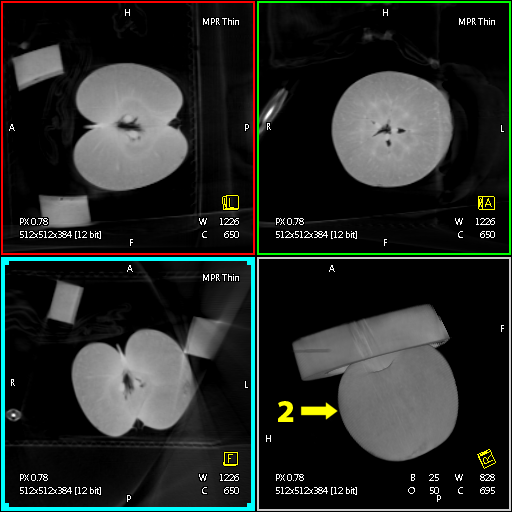 H
MPR Thin
A
P
L
PX 0.78
W 1226
512x512x384 [12 bit]
C 650
F
H
MPR Thin
R
L
A
PX 0.78
W 1226
512x512x384 [12 bit]
C 650
F
A
MPR Thin
R
L
F
PX 0.78
W 1226
512x512x384 [12 bit]
C 650
P
A
F
2
H
R
PX 0.78
B 25 W 828
512x512x384 [12 bit]
O 50 C 695
P